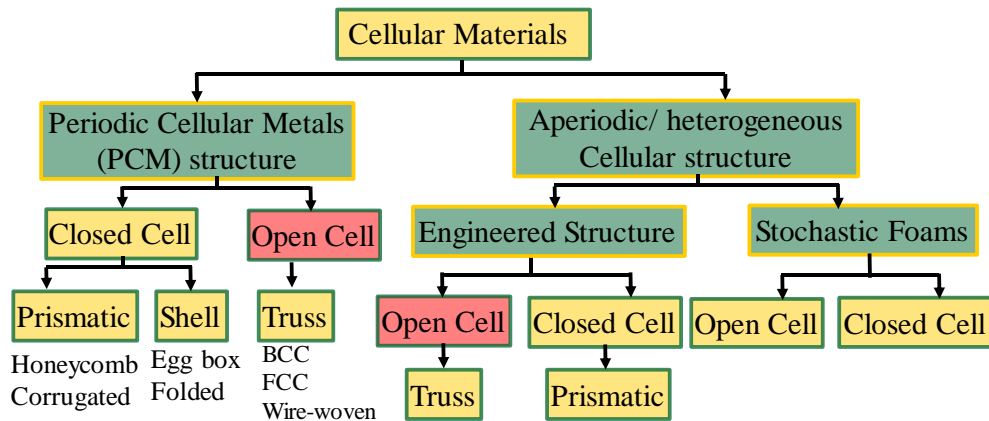 Cellular Materials
Periodic Cellular Metals
(PCM) structure
Aperiodic/ heterogeneous
Cellular structure
Closed Cell
Open Cell
Engineered Structure
Stochastic Foams
Prismatic
Shell
Truss
Open Cell
Closed Cell
Open Cell
Closed Cell
Honeycomb
Corrugated
Egg box
Folded
BCC
FCC
Wire-woven
Truss
Prismatic